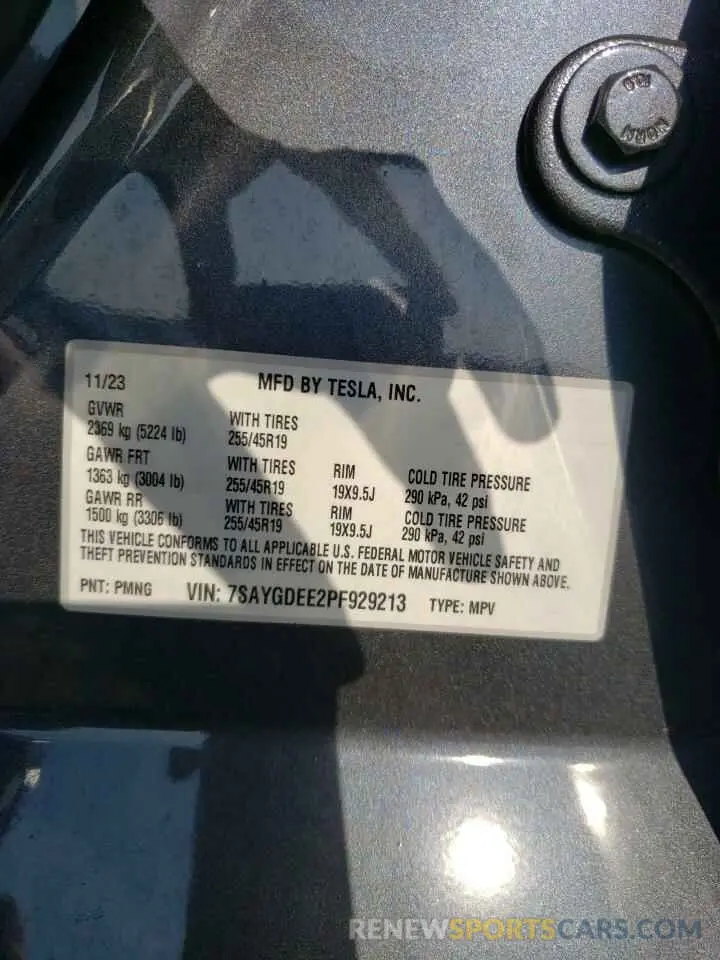 11/23 MFD BY TESLA, INC.
GVWR
2369 kg (5224 lb)
WITH TIRES
255/45R19
GAWR FRT
1363 kg (3004 lb)
WITH TIRES
255/45R19
RIM
19X9.5J
COLD TIRE PRESSURE
290 kPa, 42 psi
GAWR RR
1500 kg (3306 lb)
WITH TIRES
255/45R19
RIM
19X9.5J
COLD TIRE PRESSURE
290 kPa, 42 psi
THIS VEHICLE CONFORMS TO ALL APPLICABLE U.S. FEDERAL MOTOR VEHICLE SAFETY AND
THEFT PREVENTION STANDARDS IN EFFECT ON THE DATE OF MANUFACTURE SHOWN ABOVE.
PNT: PMNG VIN: 7SAYGDEE2PF929213 TYPE: MPV
RENEWSPORTSCARS.COM